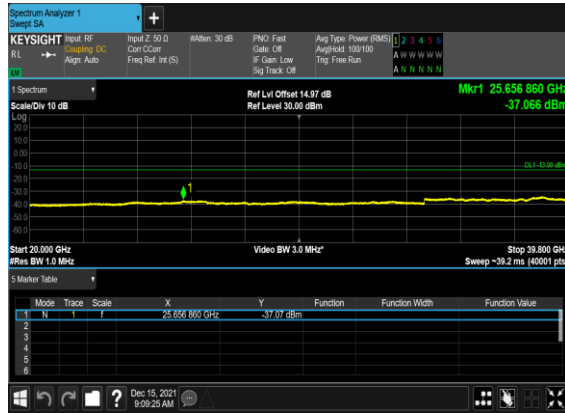 Spectrum Analyzer 1
Swept SA
+
KEYSIGHT Input: RF Input Z: 50 Ω #Atten: 30 dB PNO: Fast Avg Type: Power (RMS) 1 2 3 4 5 6
RL Coupling: DC Corr CCorr Gate: Off Avg|Hold: 100/100 A W W W W W
Align: Auto Freq Ref: Int (S) IF Gain: Low Trig: Free Run
Sig Track: Off A N N N N N
1 Spectrum
Scale/Div 10 dB
Ref Lvl Offset 14.97 dB
Ref Level 30.00 dBm
Mkr1 25.656 860 GHz
-37.066 dBm
Log
20.0
10.0
0.00
-10.0
DL1 -13.00 dBm
-20.0
-30.0
1
-40.0
-50.0
-60.0
Start 20.000 GHz Video BW 3.0 MHz* Stop 39.800 GHz
#Res BW 1.0 MHz Sweep ~39.2 ms (40001 pts)
5 Marker Table
Mode Trace Scale X Y Function Function Width Function Value
1 N 1 f 25.656 860 GHz -37.07 dBm
2
3
4
5
6
? Dec 15, 2021
9:09:25 AM